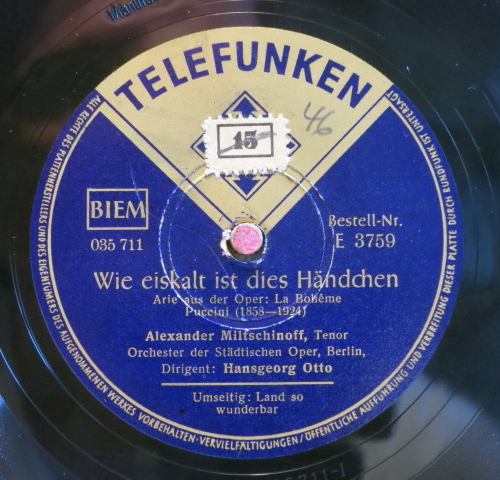 TELEFUNKEN
46
15
BIEM
035 711
Bestell-Nr.
E 3759
Wie eiskalt ist dies Händchen
Arie aus der Oper: La Bohême
Puccini (1858—1924)
Alexander Miltschinoff, Tenor
Orchester der Städtischen Oper, Berlin,
Dirigent: Hansgeorg Otto
Umseitig: Land so
wunderbar
ALLE RECHTE DES PLATTENHERSTELLERS UND DES EIGENTÜMERS DES AUFGENOMMENEN WERKES VORBEHALTEN · VERVIELFÄLTIGUNGEN / ÖFFENTLICHE AUFFÜHRUNG UND VERBREITUNG DIESER PLATTE DURCH RUNDFUNK IST UNTERSAGT